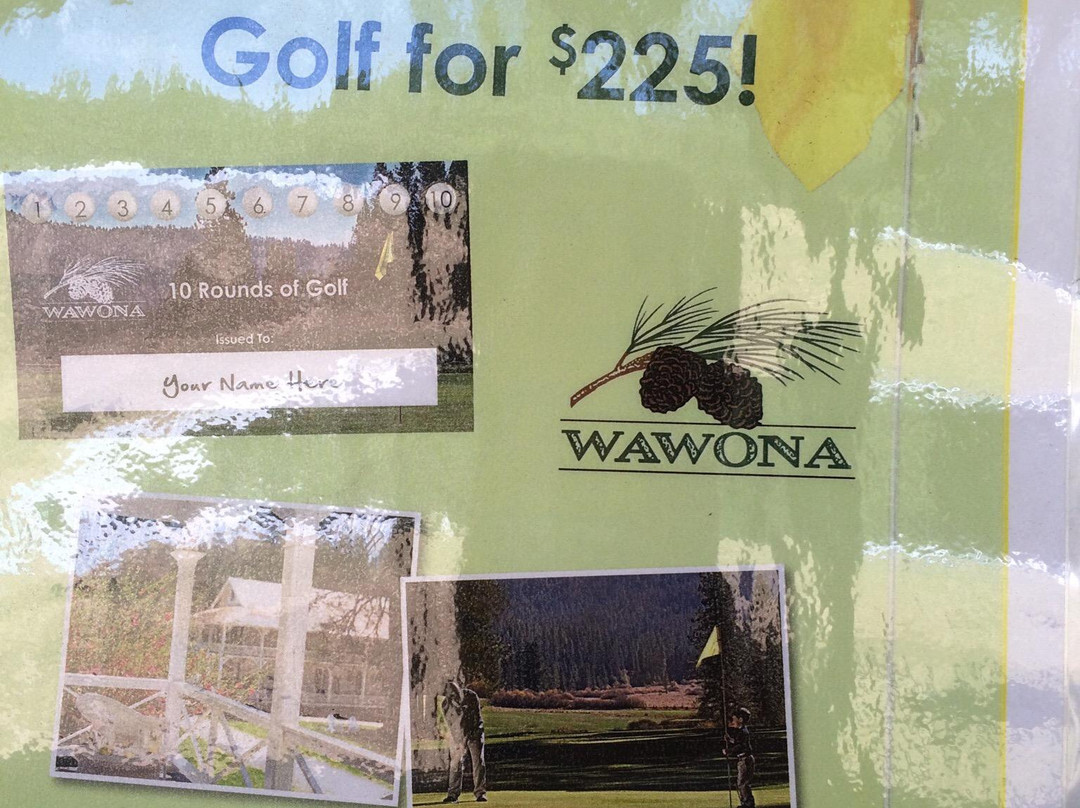 Golf for $225!
1 2 3 4 5 6 7 8 9 10
10 Rounds of Golf
WAWONA
Issued To:
Your Name Here
WAWONA